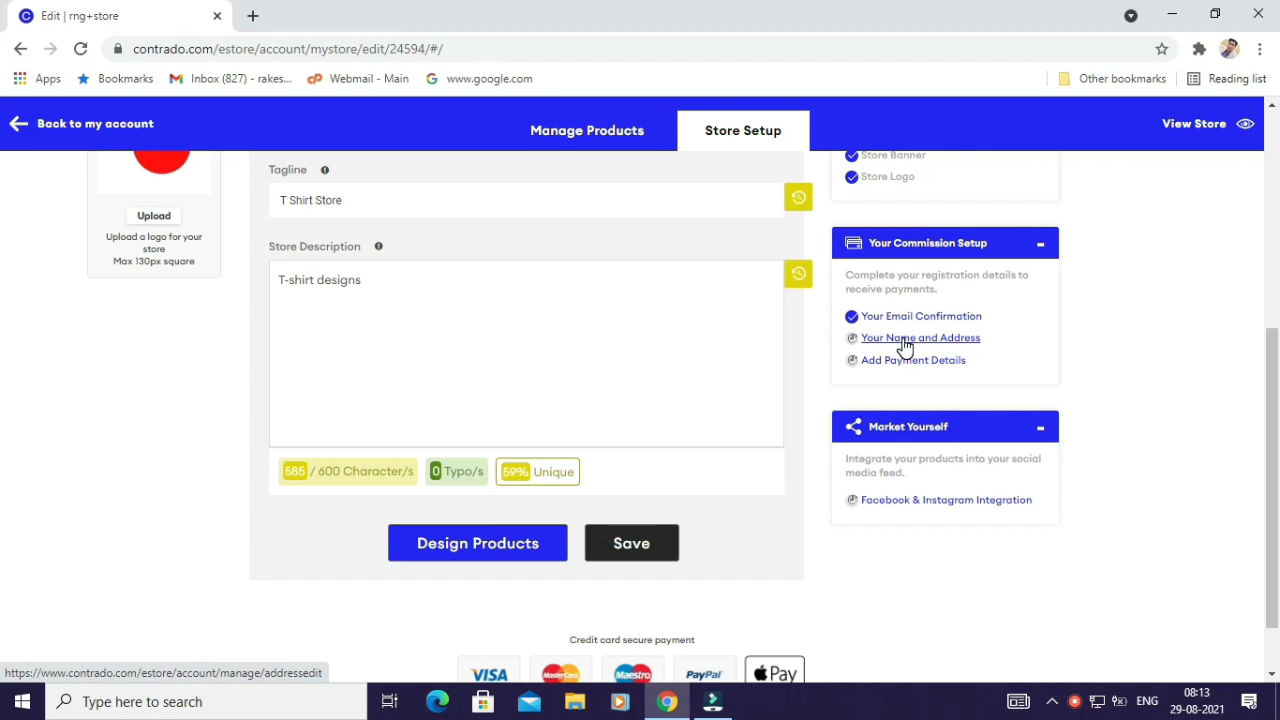 Edit | rng+store
contrado.com/estore/account/mystore/edit/24594/#/
Apps
Bookmarks
Inbox (827) - rakes...
cP
Webmail - Main
G
www.google.com
Other bookmarks
Reading list
Back to my account
Manage Products
Store Setup
View Store
Store Banner
Store Logo
Upload
Upload a logo for your
store
Max 130px square
Tagline
T Shirt Store
Store Description
T-shirt designs
585 / 600 Character/s
0 Typo/s
59% Unique
Design Products
Save
Your Commission Setup
Complete your registration details to
receive payments.
Your Email Confirmation
Your Name and Address
Add Payment Details
Market Yourself
Integrate your products into your social
media feed.
Facebook & Instagram Integration
Credit card secure payment
VISA
MasterCard
Maestro
PayPal
Pay
https://www.contrado.com/estore/account/manage/addressedit
Type here to search
ENG
08:13
29-08-2021